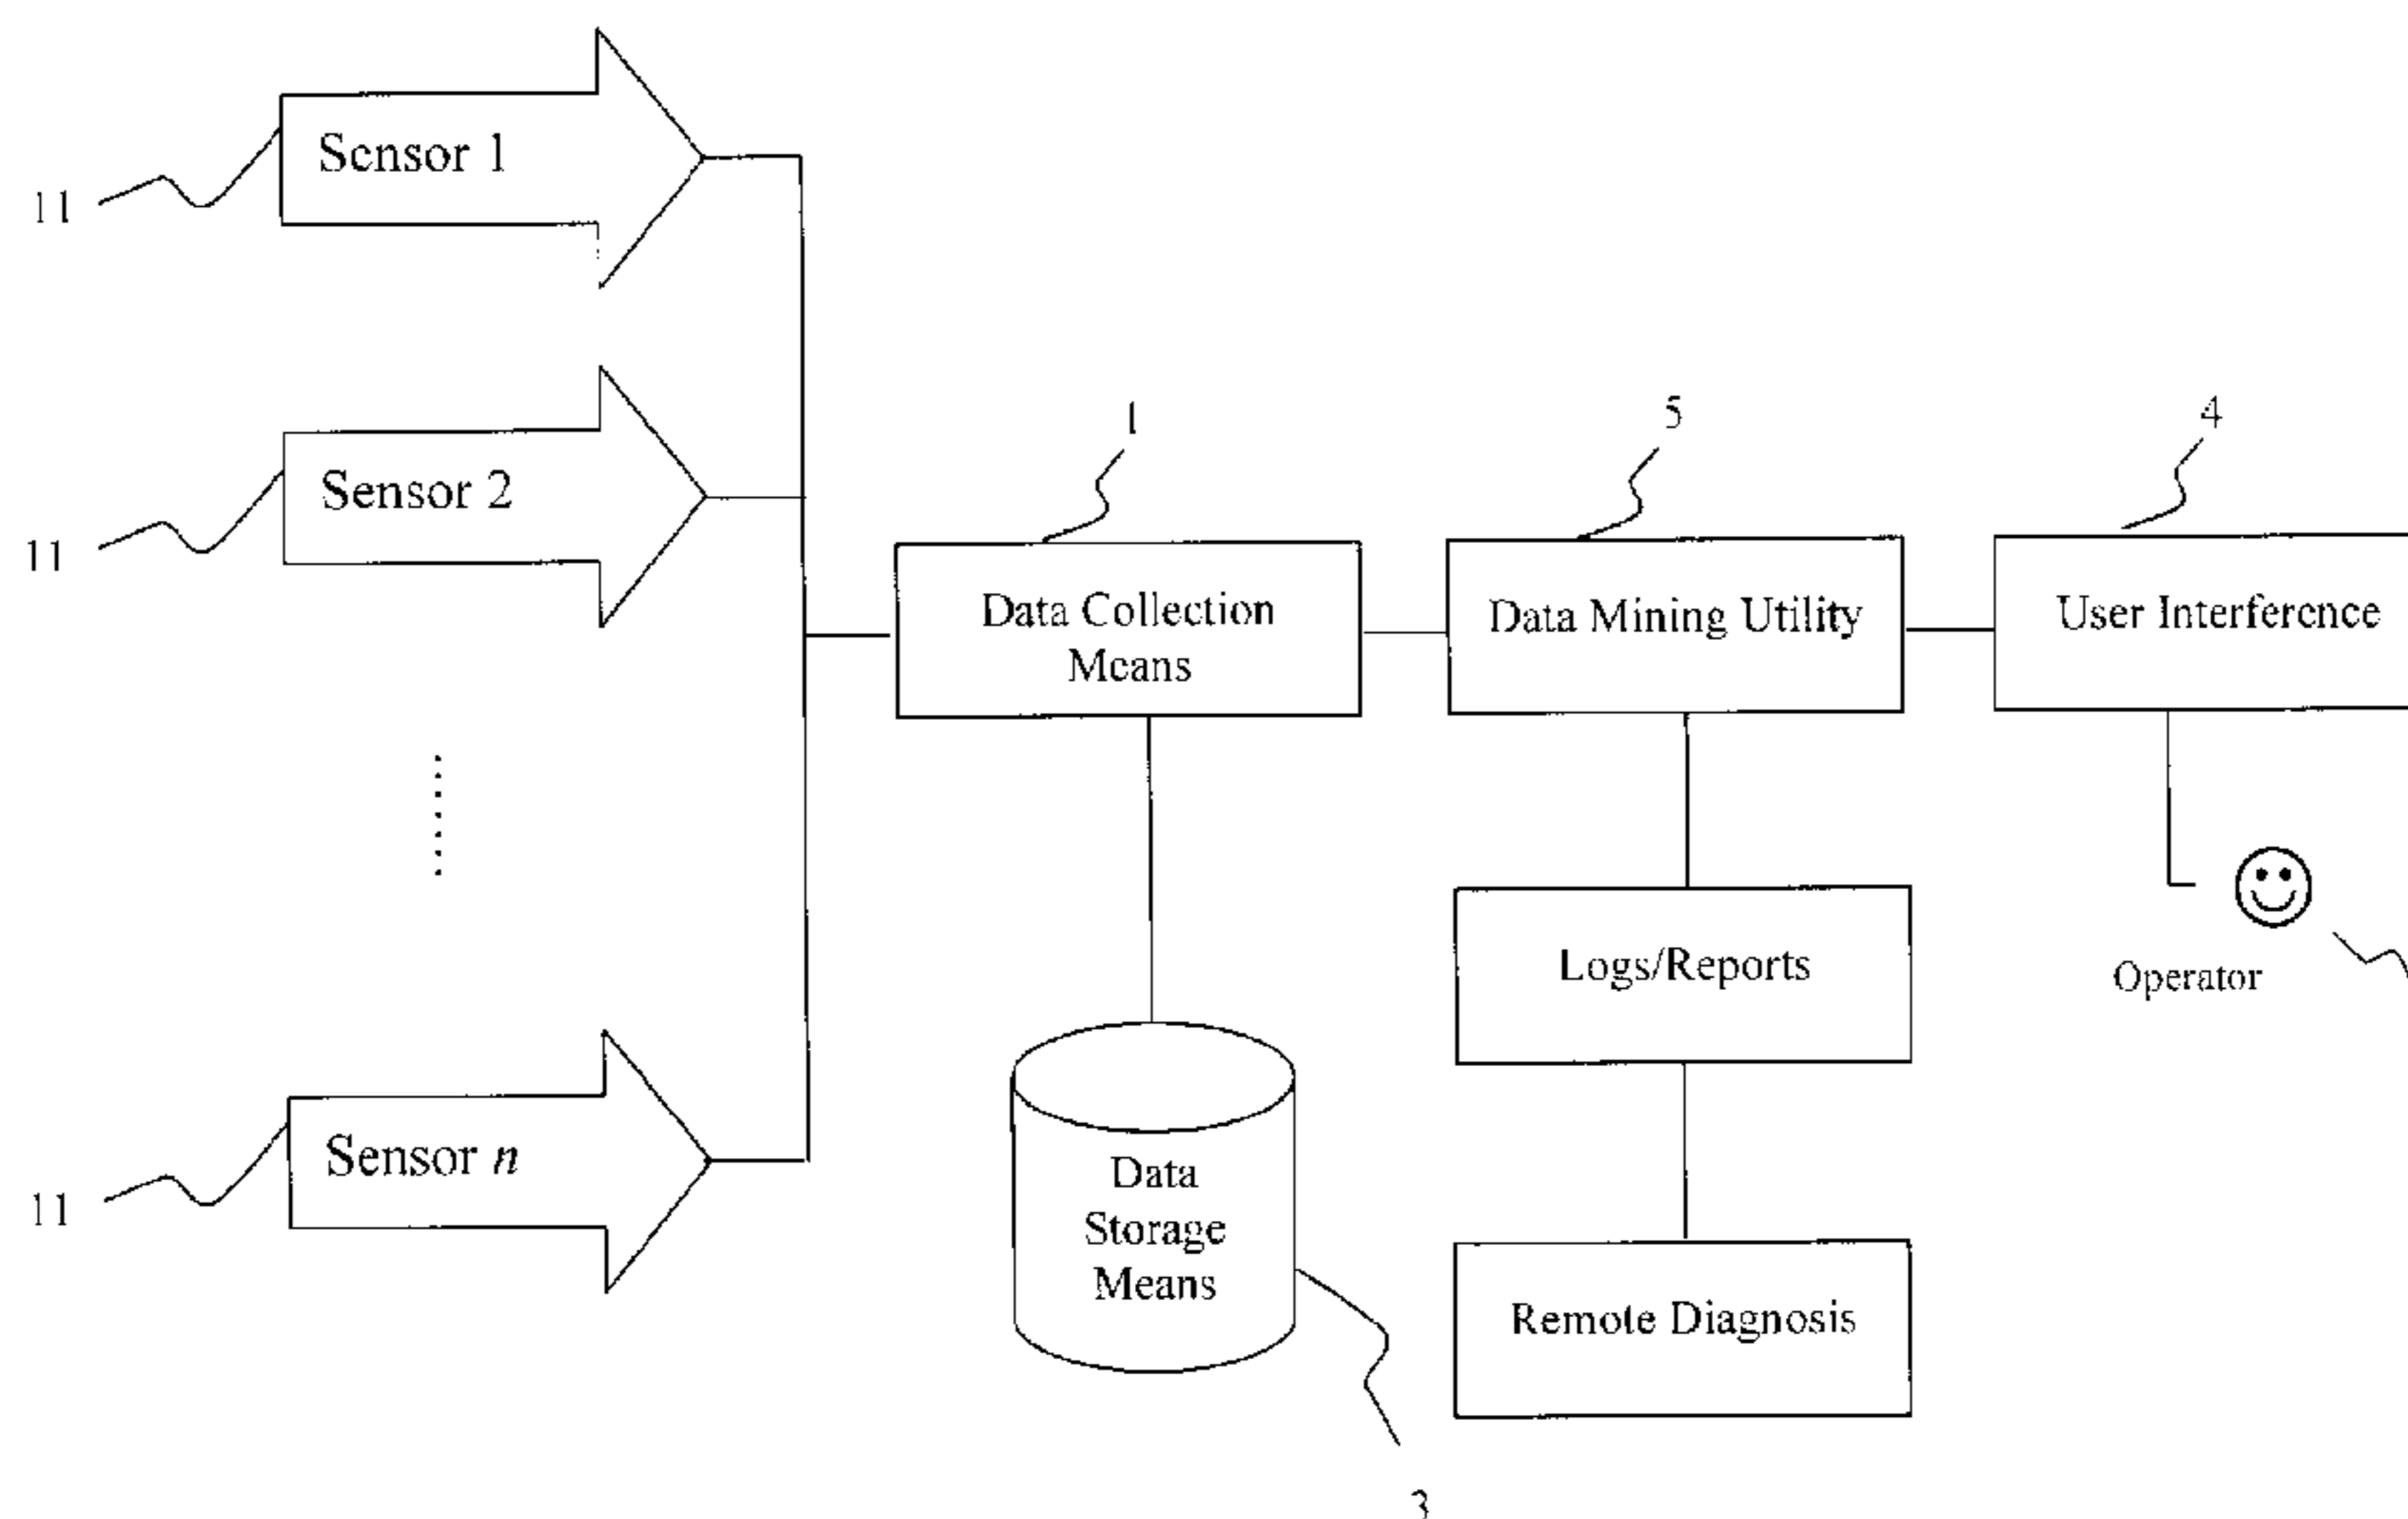 Sensor 1
11
Sensor 2
11
1
5
4
Data Collection
Means
Data Mining Utility
User Interference
Logs/Reports
Operator
Sensor n
11
Data
Storage
Means
Remote Diagnosis
3